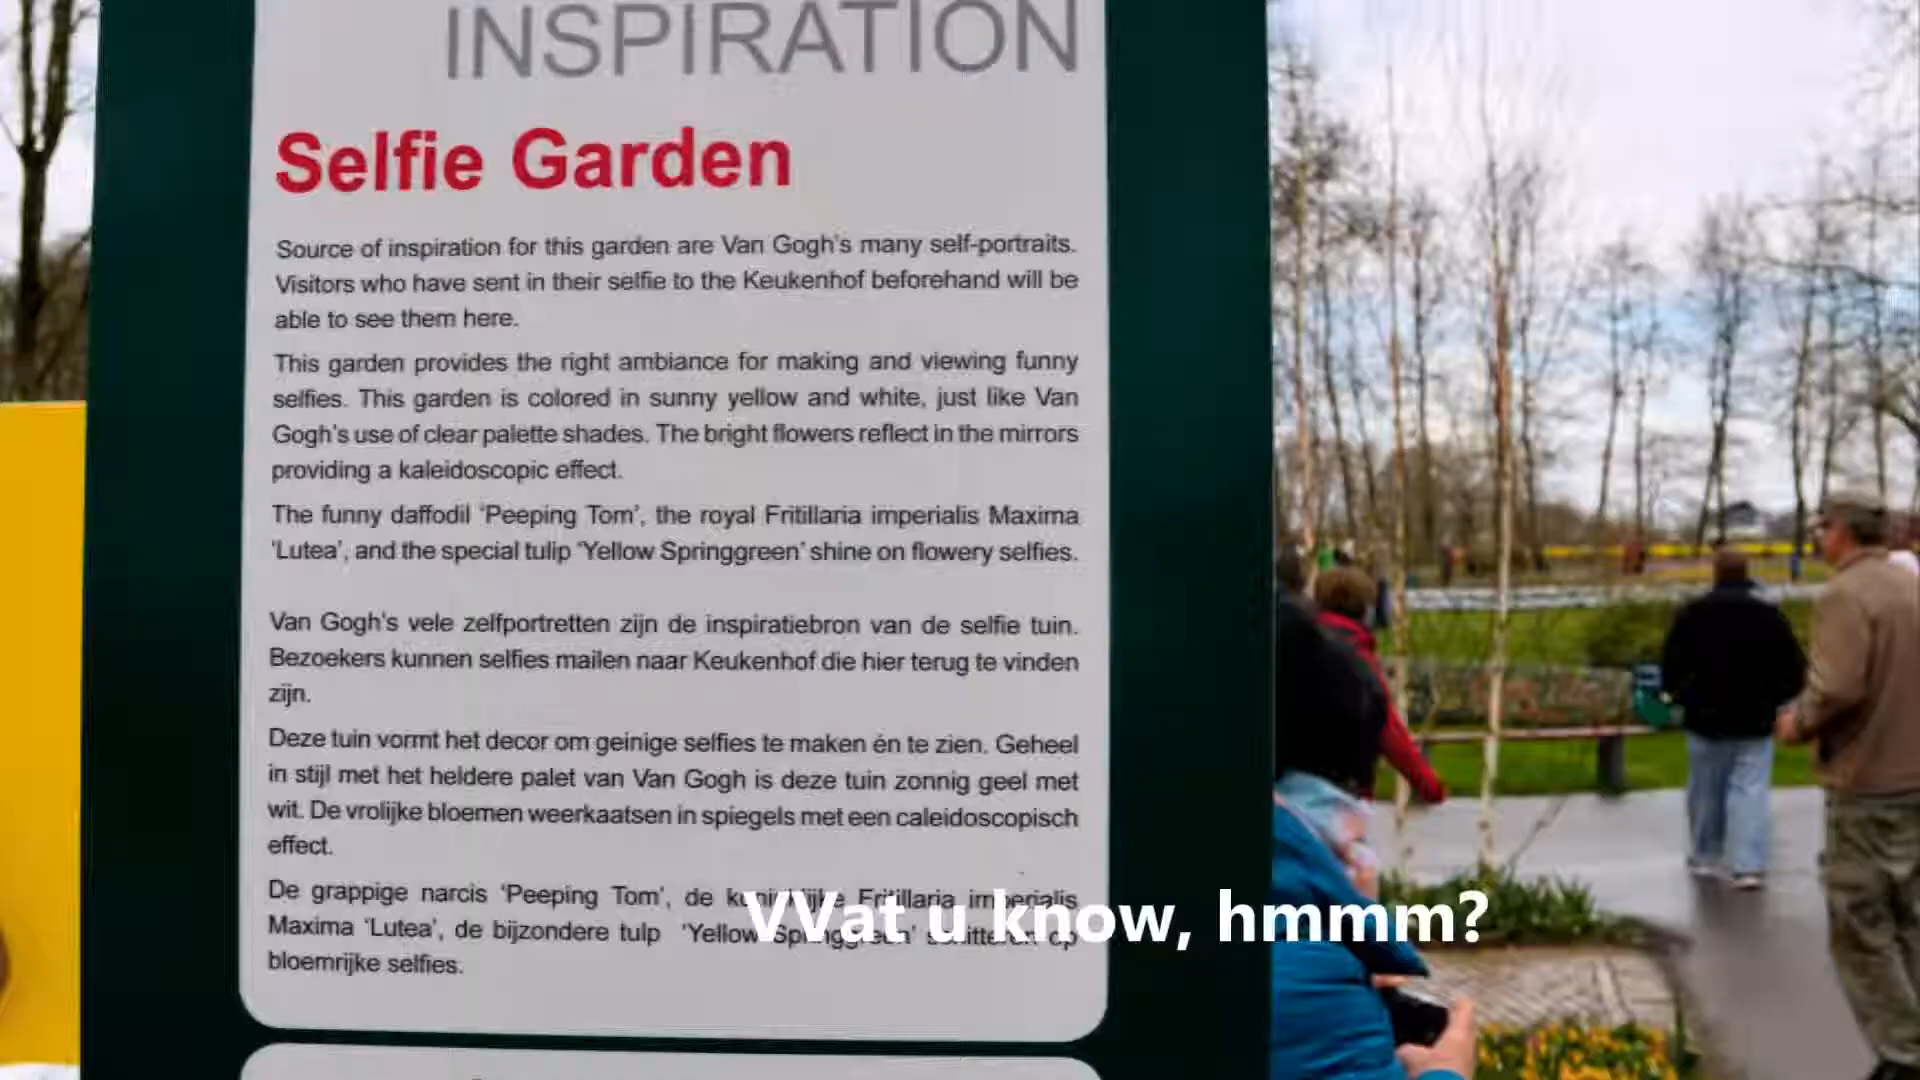 INSPIRATION
Selfie Garden
Source of inspiration for this garden are Van Gogh's many self-portraits.
Visitors who have sent in their selfie to the Keukenhof beforehand will be
able to see them here.
This garden provides the right ambiance for making and viewing funny
selfies. This garden is colored in sunny yellow and white, just like Van
Gogh's use of clear palette shades. The bright flowers reflect in the mirrors
providing a kaleidoscopic effect.
The funny daffodil 'Peeping Tom', the royal Fritillaria imperialis Maxima
'Lutea', and the special tulip 'Yellow Springgreen' shine on flowery selfies.
Van Gogh's vele zelfportretten zijn de inspiratiebron van de selfie tuin.
Bezoekers kunnen selfies mailen naar Keukenhof die hier terug te vinden
zijn.
Deze tuin vormt het decor om geinige selfies te maken én te zien. Geheel
in stijl met het heldere palet van Van Gogh is deze tuin zonnig geel met
wit. De vrolijke bloemen weerkaatsen in spiegels met een caleidoscopisch
effect.
De grappige narcis 'Peeping Tom', de koninklijke Fritillaria imperialis
Maxima 'Lutea', de bijzondere tulp 'Yellow Springgreen' schitteren op
bloemrijke selfies.
VVat u know, hmmm?